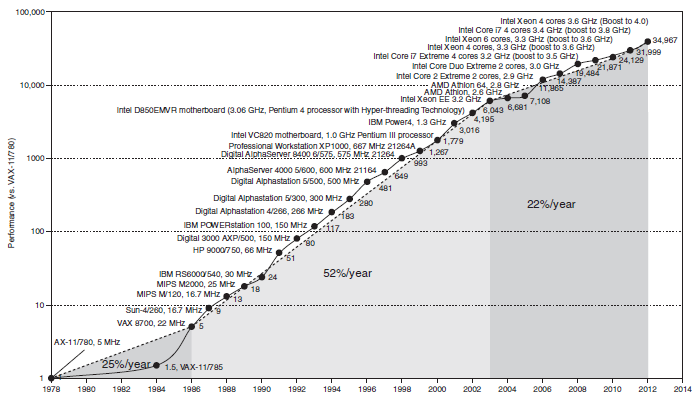 100,000
10,000
1000
100
10
1
Performance (vs. VAX-11/780)
Intel Xeon 4 cores 3.6 GHz (Boost to 4.0)
Intel Core i7 4 cores 3.4 GHz (boost to 3.8 GHz)
Intel Xeon 6 cores, 3.3 GHz (boost to 3.6 GHz)
Intel Xeon 4 cores, 3.3 GHz (boost to 3.6 GHz)
Intel Core i7 Extreme 4 cores 3.2 GHz (boost to 3.5 GHz)
Intel Core Duo Extreme 2 cores, 3.0 GHz
Intel Core 2 Extreme 2 cores, 2.9 GHz
AMD Athlon 64, 2.8 GHz
AMD Athlon, 2.6 GHz
Intel Xeon EE 3.2 GHz
Intel D850EMVR motherboard (3.06 GHz, Pentium 4 processor with Hyper-threading Technology)
IBM Power4, 1.3 GHz
Intel VC820 motherboard, 1.0 GHz Pentium III processor
Professional Workstation XP1000, 667 MHz 21264A
Digital AlphaServer 8400 6/575, 575 MHz 21264
AlphaServer 4000 5/600, 600 MHz 21164
Digital Alphastation 5/500, 500 MHz
Digital Alphastation 5/300, 300 MHz
Digital Alphastation 4/266, 266 MHz
IBM POWERstation 100, 150 MHz
Digital 3000 AXP/500, 150 MHz
HP 9000/750, 66 MHz
IBM RS6000/540, 30 MHz
MIPS M2000, 25 MHz
MIPS M/120, 16.7 MHz
Sun-4/260, 16.7 MHz
VAX 8700, 22 MHz
AX-11/780, 5 MHz
34,967
31,999
24,129
21,871
19,484
14,387
11,865
7,108
6,681
6,043
4,195
3,016
1,779
1,267
993
649
481
280
183
117
80
51
24
18
13
9
5
1.5, VAX-11/785
25%/year
52%/year
22%/year
1978 1980 1982 1984 1986 1988 1990 1992 1994 1996 1998 2000 2002 2004 2006 2008 2010 2012 2014